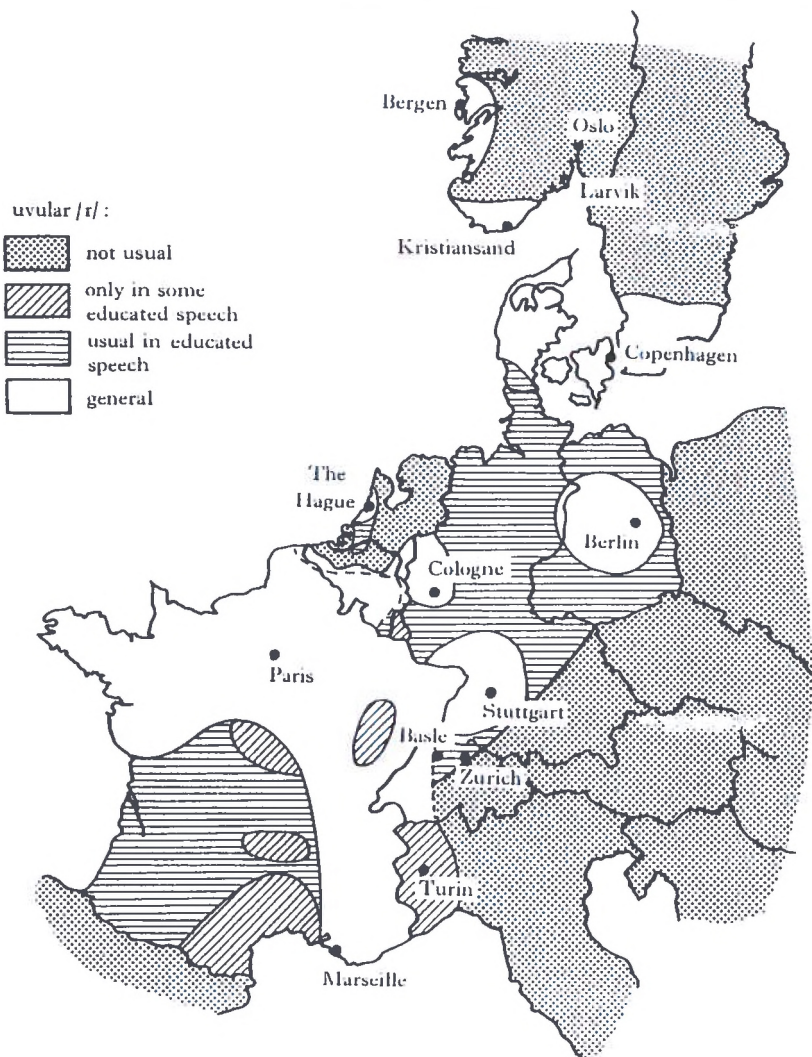 Bergen
Oslo
Larvik
Kristiansand
uvular /r/:
not usual
only in some
educated speech
usual in educated
speech
general
Copenhagen
The
Hague
Berlin
Cologne
Paris
Stuttgart
Basle
Zurich
Turin
Marseille